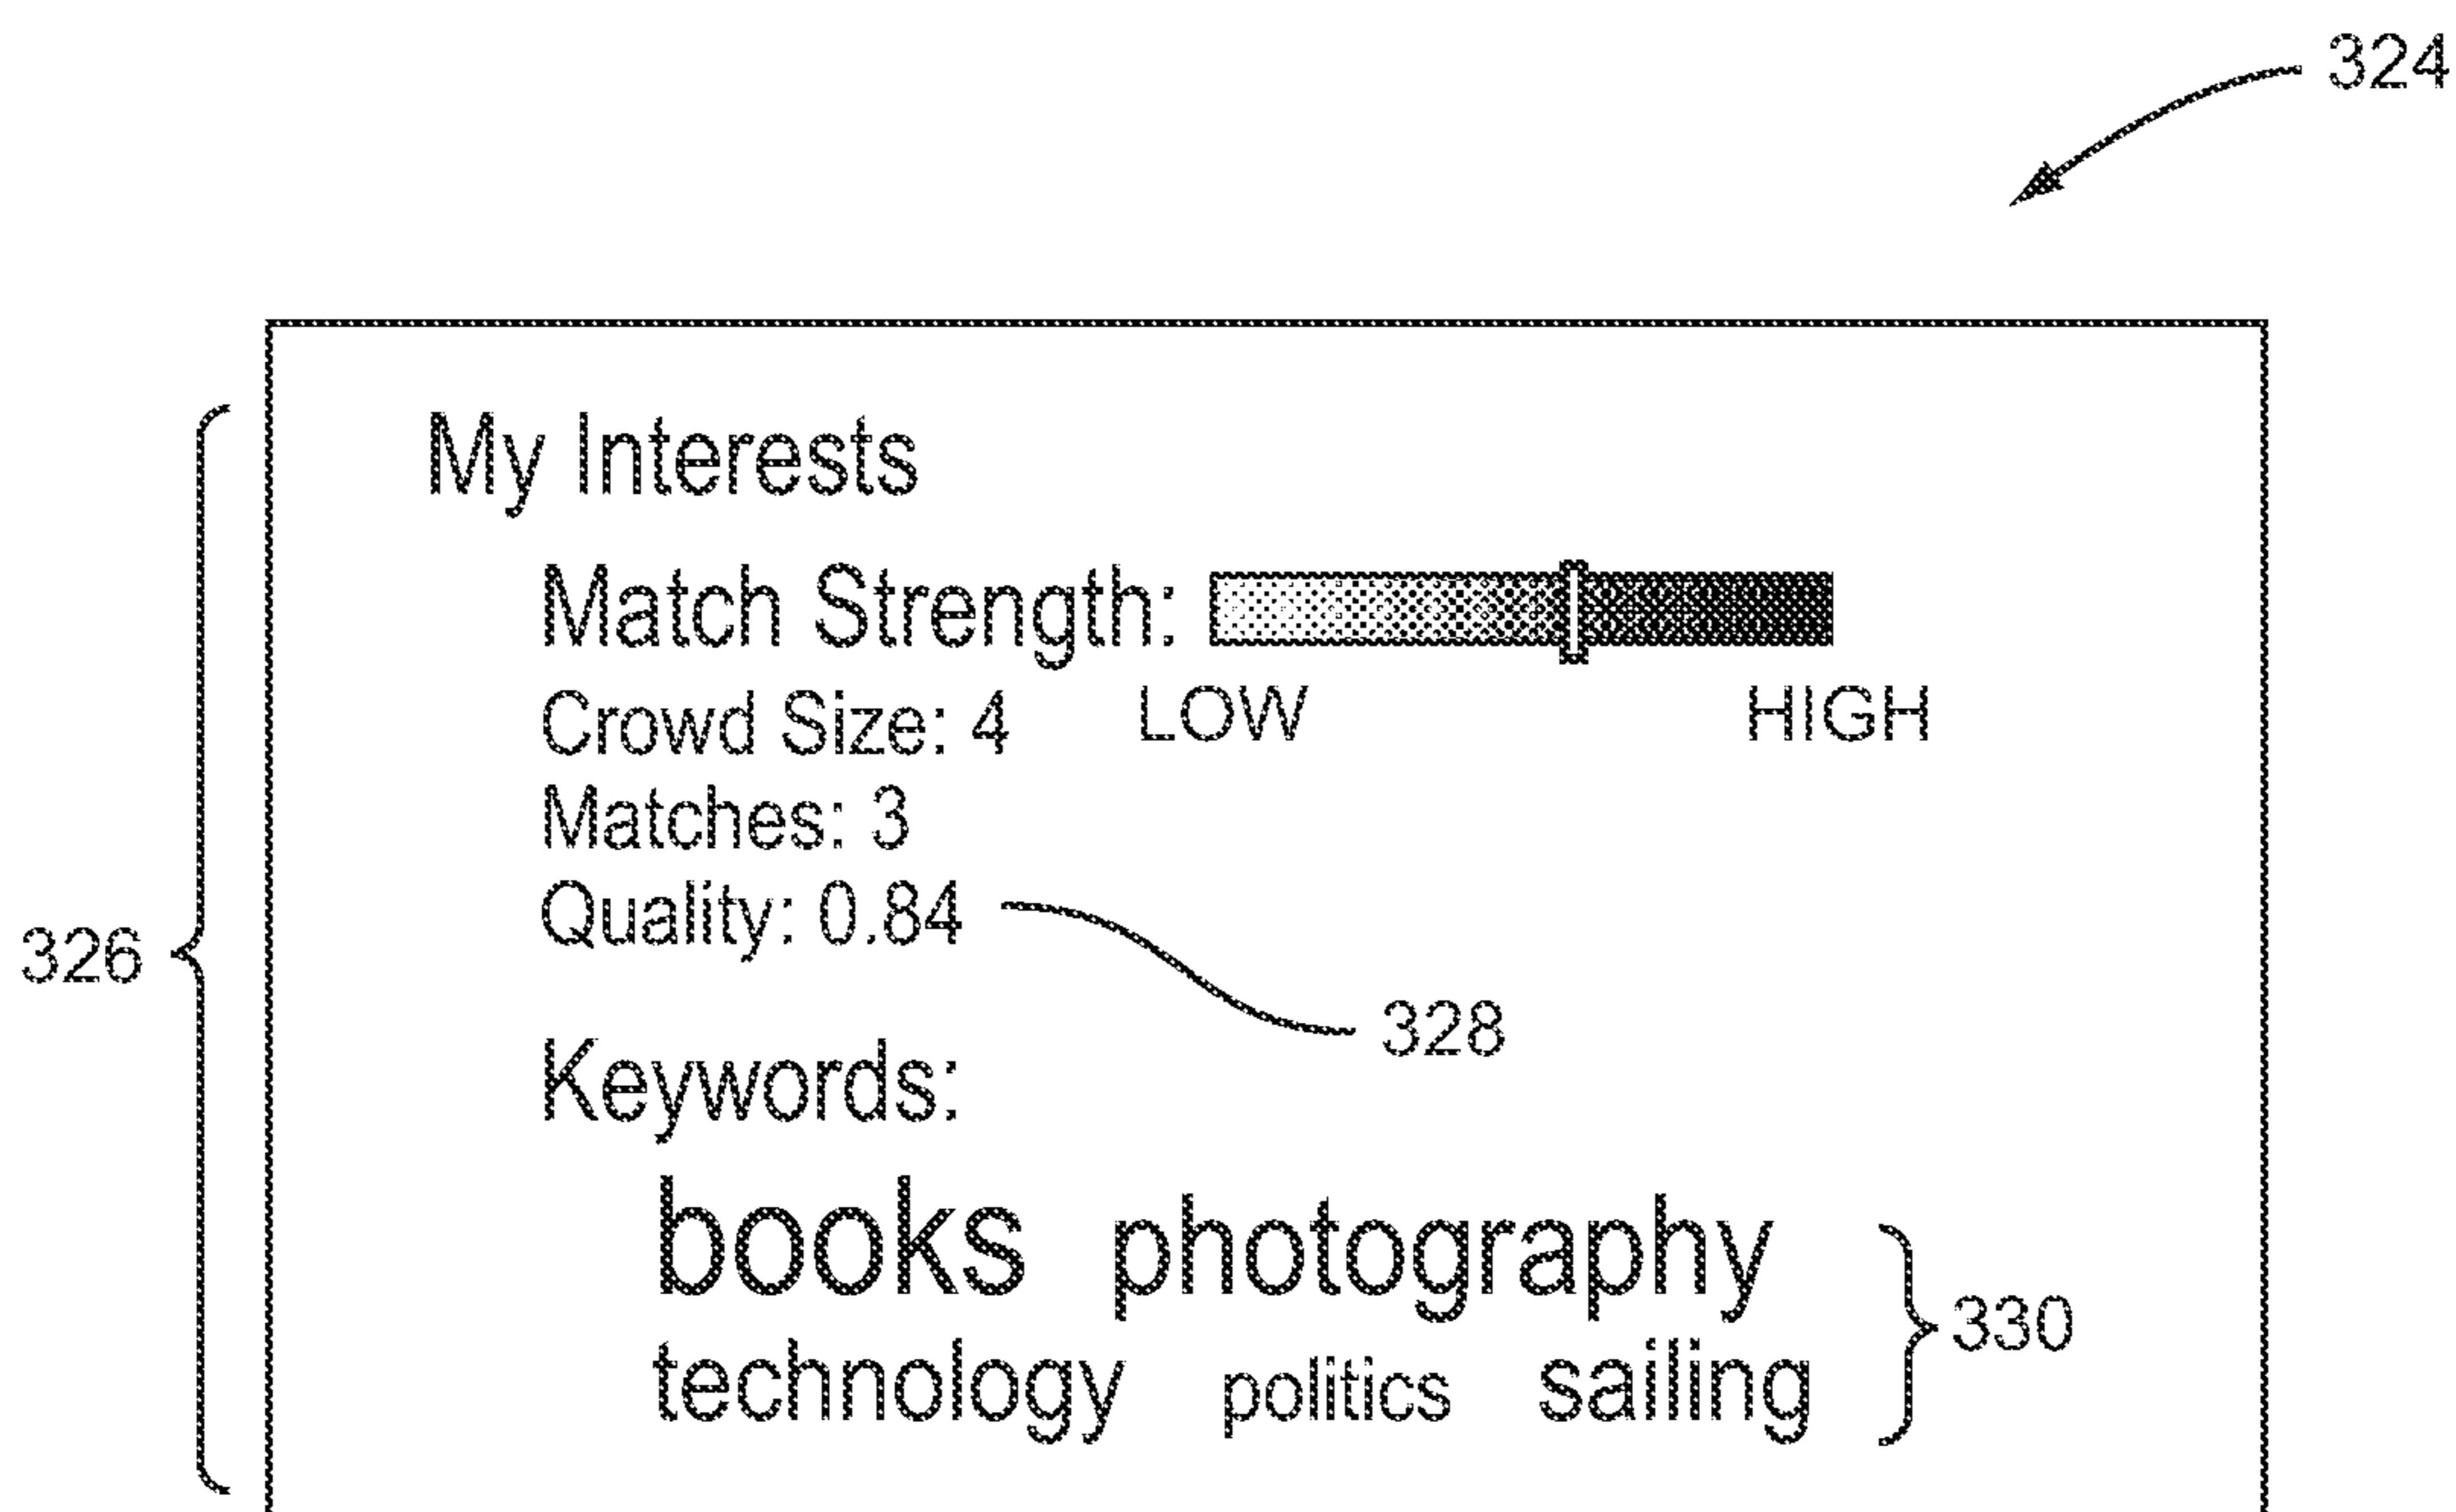 324
My Interests
Match Strength:
Crowd Size: 4 LOW HIGH
Matches: 3
Quality: 0.84
326
328
Keywords:
books photography
330
technology politics sailing